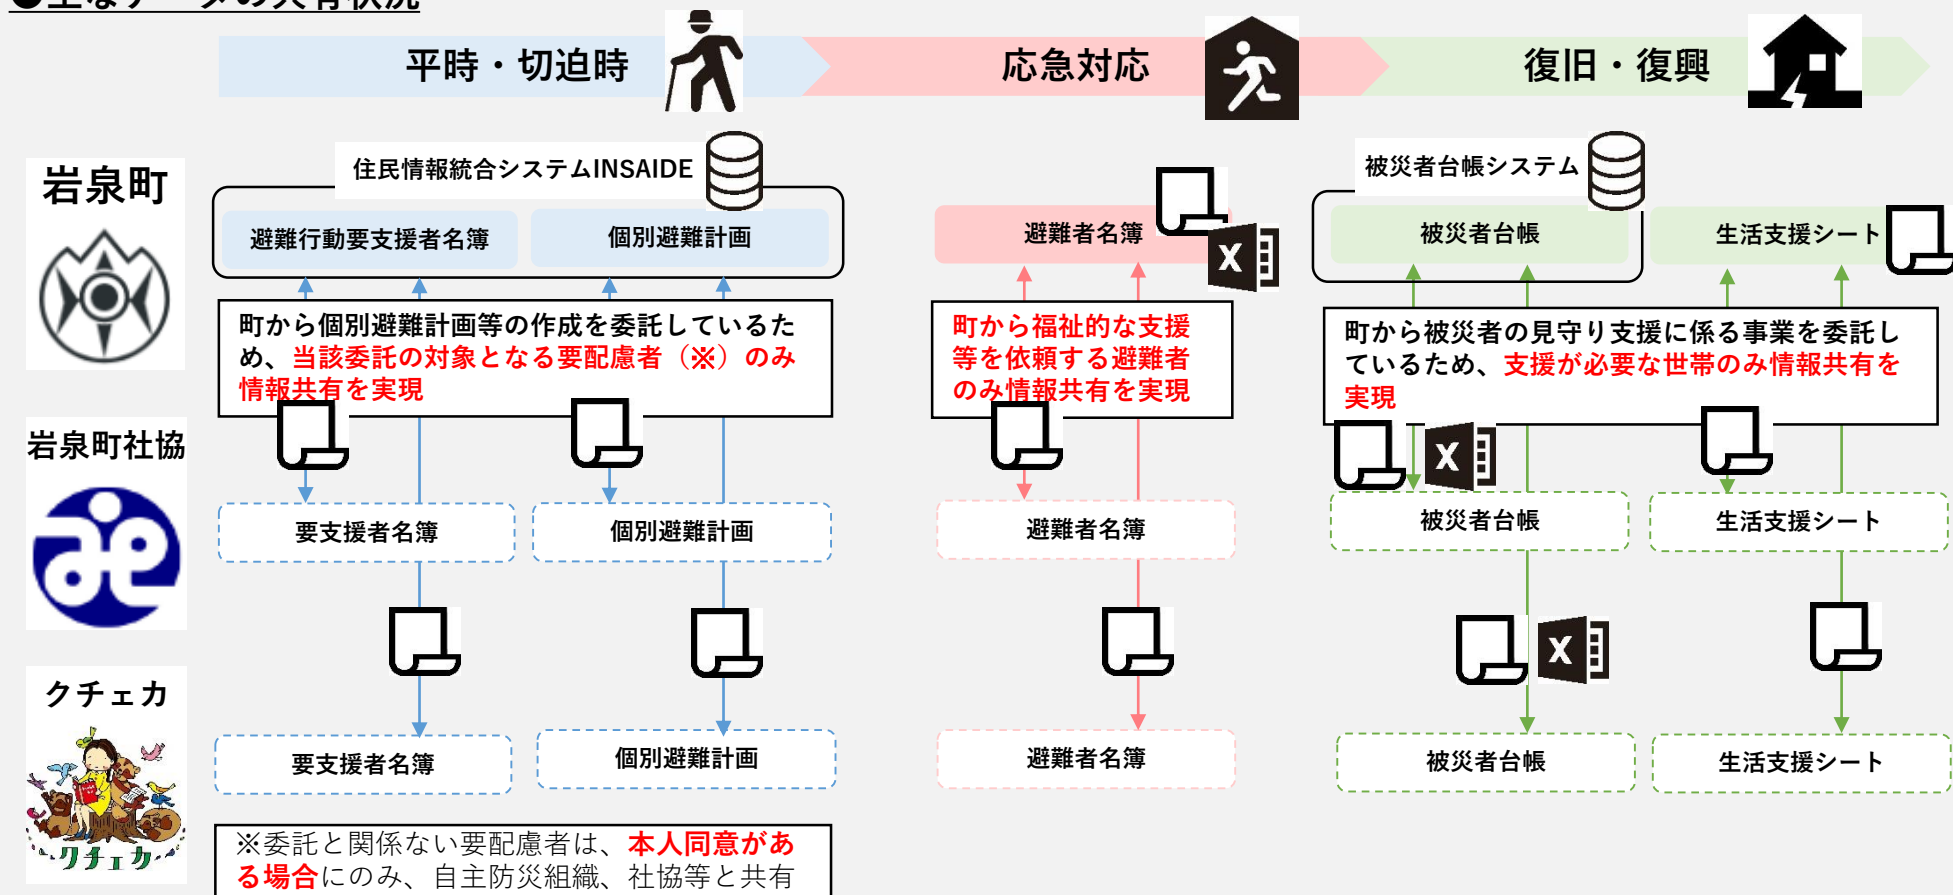 ●主なデータの共有状況
平時・切迫時
応急対応
復旧・復興
岩泉町
住民情報統合システムINSAIDE
避難行動要支援者名簿
個別避難計画
避難者名簿
被災者台帳システム
被災者台帳
生活支援シート
町から個別避難計画等の作成を委託しているた
め、当該委託の対象となる要配慮者（※）のみ
情報共有を実現
町から福祉的な支援
等を依頼する避難者
のみ情報共有を実現
町から被災者の見守り支援に係る事業を委託し
ているため、支援が必要な世帯のみ情報共有を
実現
岩泉町社協
要支援者名簿
個別避難計画
避難者名簿
被災者台帳
生活支援シート
クチェカ
クチェカ
要支援者名簿
個別避難計画
避難者名簿
被災者台帳
生活支援シート
※委託と関係ない要配慮者は、本人同意があ
る場合にのみ、自主防災組織、社協等と共有